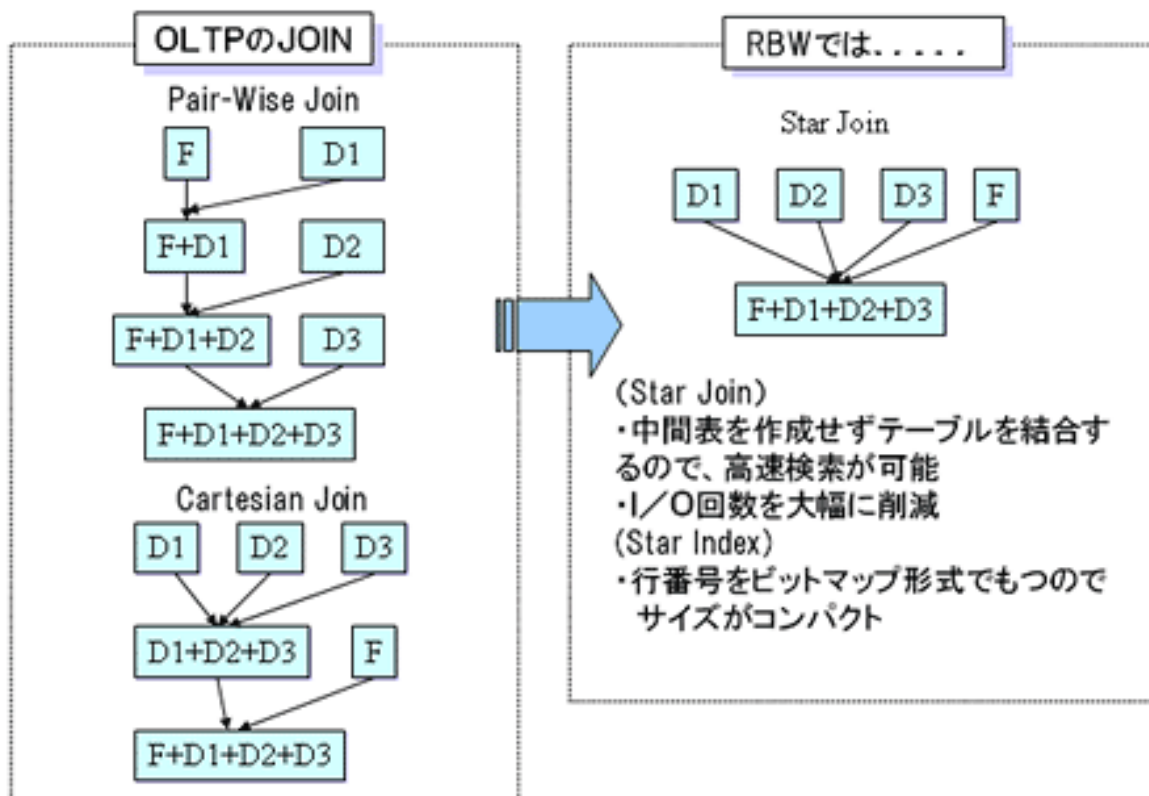 OLTPのJOIN
Pair-Wise Join
F
D1
F+D1
D2
F+D1+D2
D3
F+D1+D2+D3
Cartesian Join
D1
D2
D3
D1+D2+D3
F
F+D1+D2+D3
RBWでは.....
Star Join
D1
D2
D3
F
F+D1+D2+D3
(Star Join)
・中間表を作成せずテーブルを結合す
るので、高速検索が可能
・I／O回数を大幅に削減
(Star Index)
・行番号をビットマップ形式でもつので
サイズがコンパクト